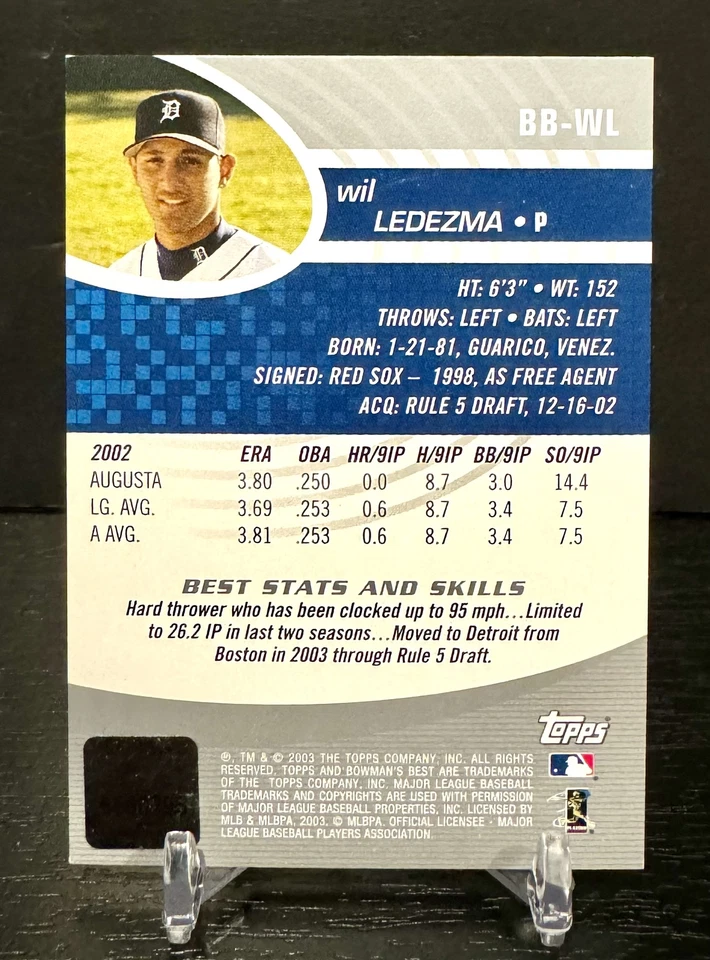 BB-WL
wil
LEDEZMA • P
HT: 6'3" • WT: 152
THROWS: LEFT • BATS: LEFT
BORN: 1-21-81, GUARICO, VENEZ.
SIGNED: RED SOX – 1998, AS FREE AGENT
ACQ: RULE 5 DRAFT, 12-16-02
2002 ERA OBA HR/9IP H/9IP BB/9IP SO/9IP
AUGUSTA 3.80 .250 0.0 8.7 3.0 14.4
LG. AVG. 3.69 .253 0.6 8.7 3.4 7.5
A AVG. 3.81 .253 0.6 8.7 3.4 7.5
BEST STATS AND SKILLS
Hard thrower who has been clocked up to 95 mph...Limited
to 26.2 IP in last two seasons...Moved to Detroit from
Boston in 2003 through Rule 5 Draft.
topps
℗, TM & © 2003 THE TOPPS COMPANY, INC. ALL RIGHTS
RESERVED. TOPPS AND BOWMAN'S BEST ARE TRADEMARKS
OF THE TOPPS COMPANY, INC. MAJOR LEAGUE BASEBALL
TRADEMARKS AND COPYRIGHTS ARE USED WITH PERMISSION
OF MAJOR LEAGUE BASEBALL PROPERTIES, INC. LICENSED BY
MLB & MLBPA, 2003. © MLBPA. OFFICIAL LICENSEE - MAJOR
LEAGUE BASEBALL PLAYERS ASSOCIATION.